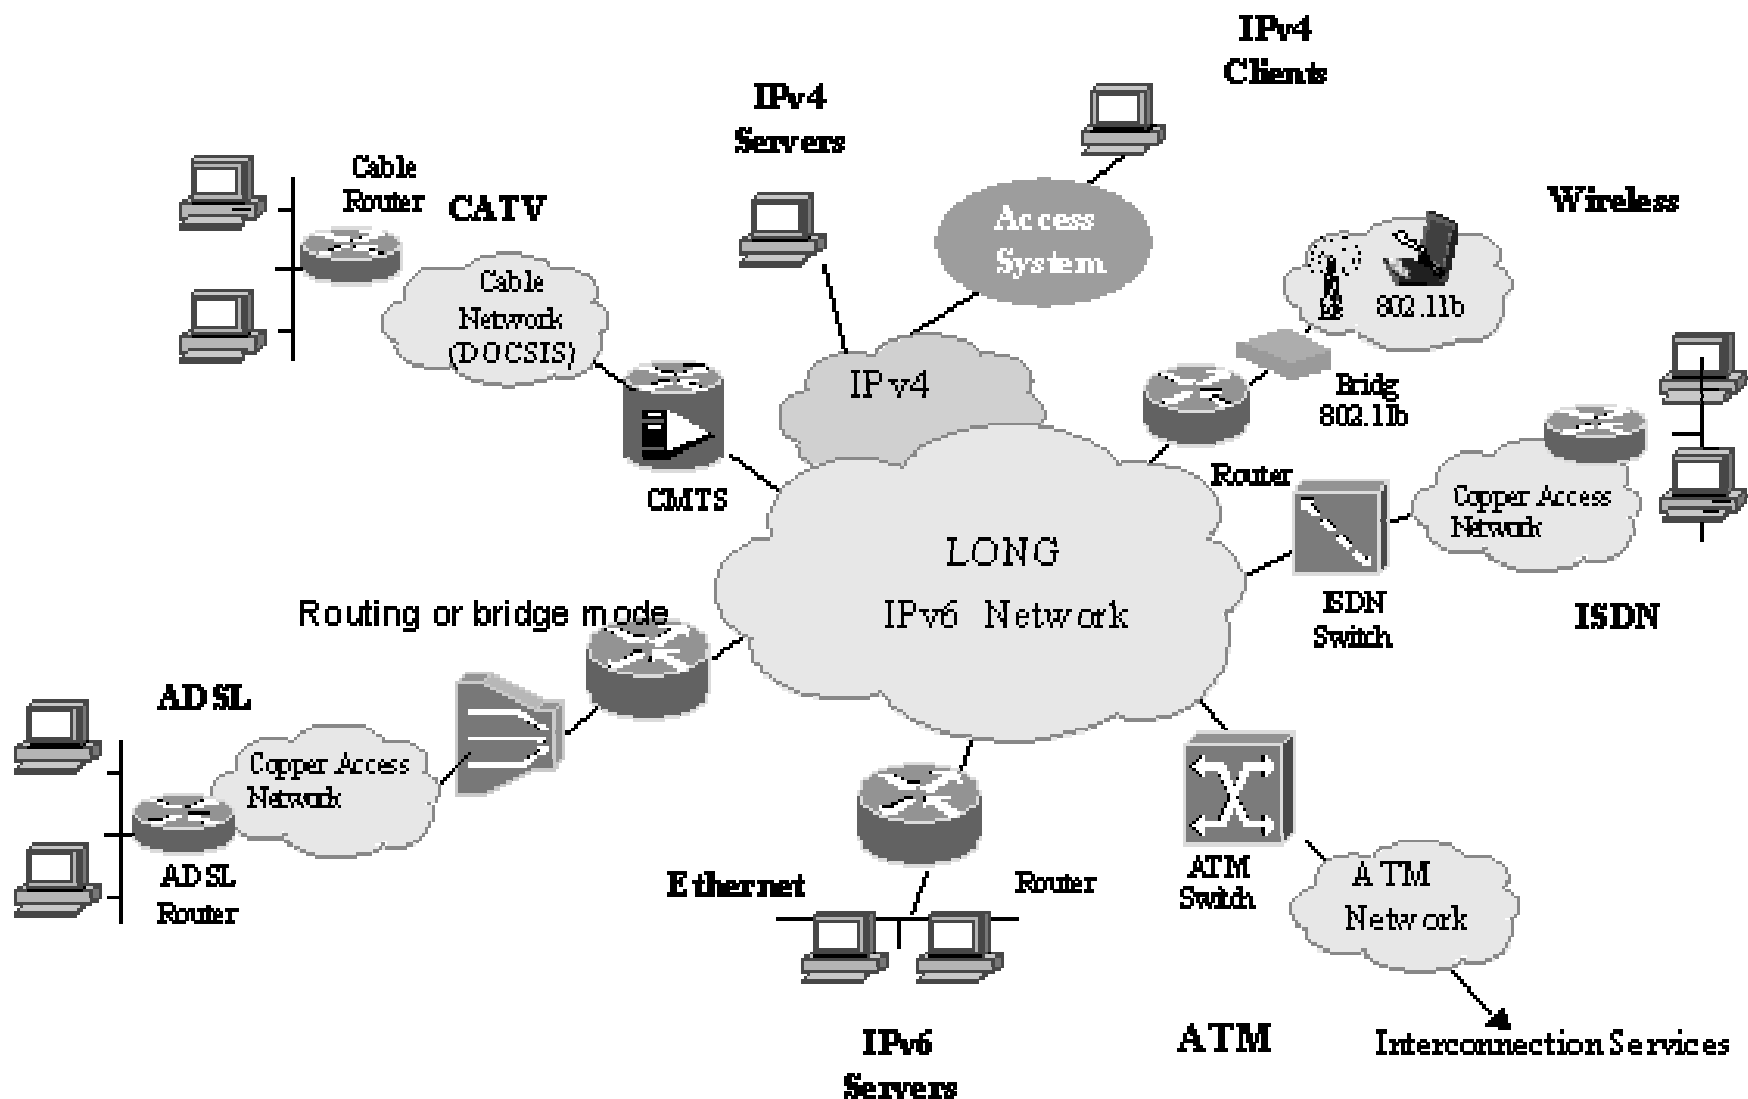 IPv4
Clients
IPv4
Servers
Cable
Router
CATV
Access
System
Wireless
Cable
Network
(DOCSIS)
802.11b
IPv4
Bridg
802.11b
CMTS
Router
Copper Access
Network
LONG
IPv6 Network
ISDN
Switch
ISDN
Routing or bridge mode
ADSL
Copper Access
Network
ADSL
Router
Ethernet
Router
ATM
Switch
ATM
Network
IPv6
Servers
ATM
Interconnection Services